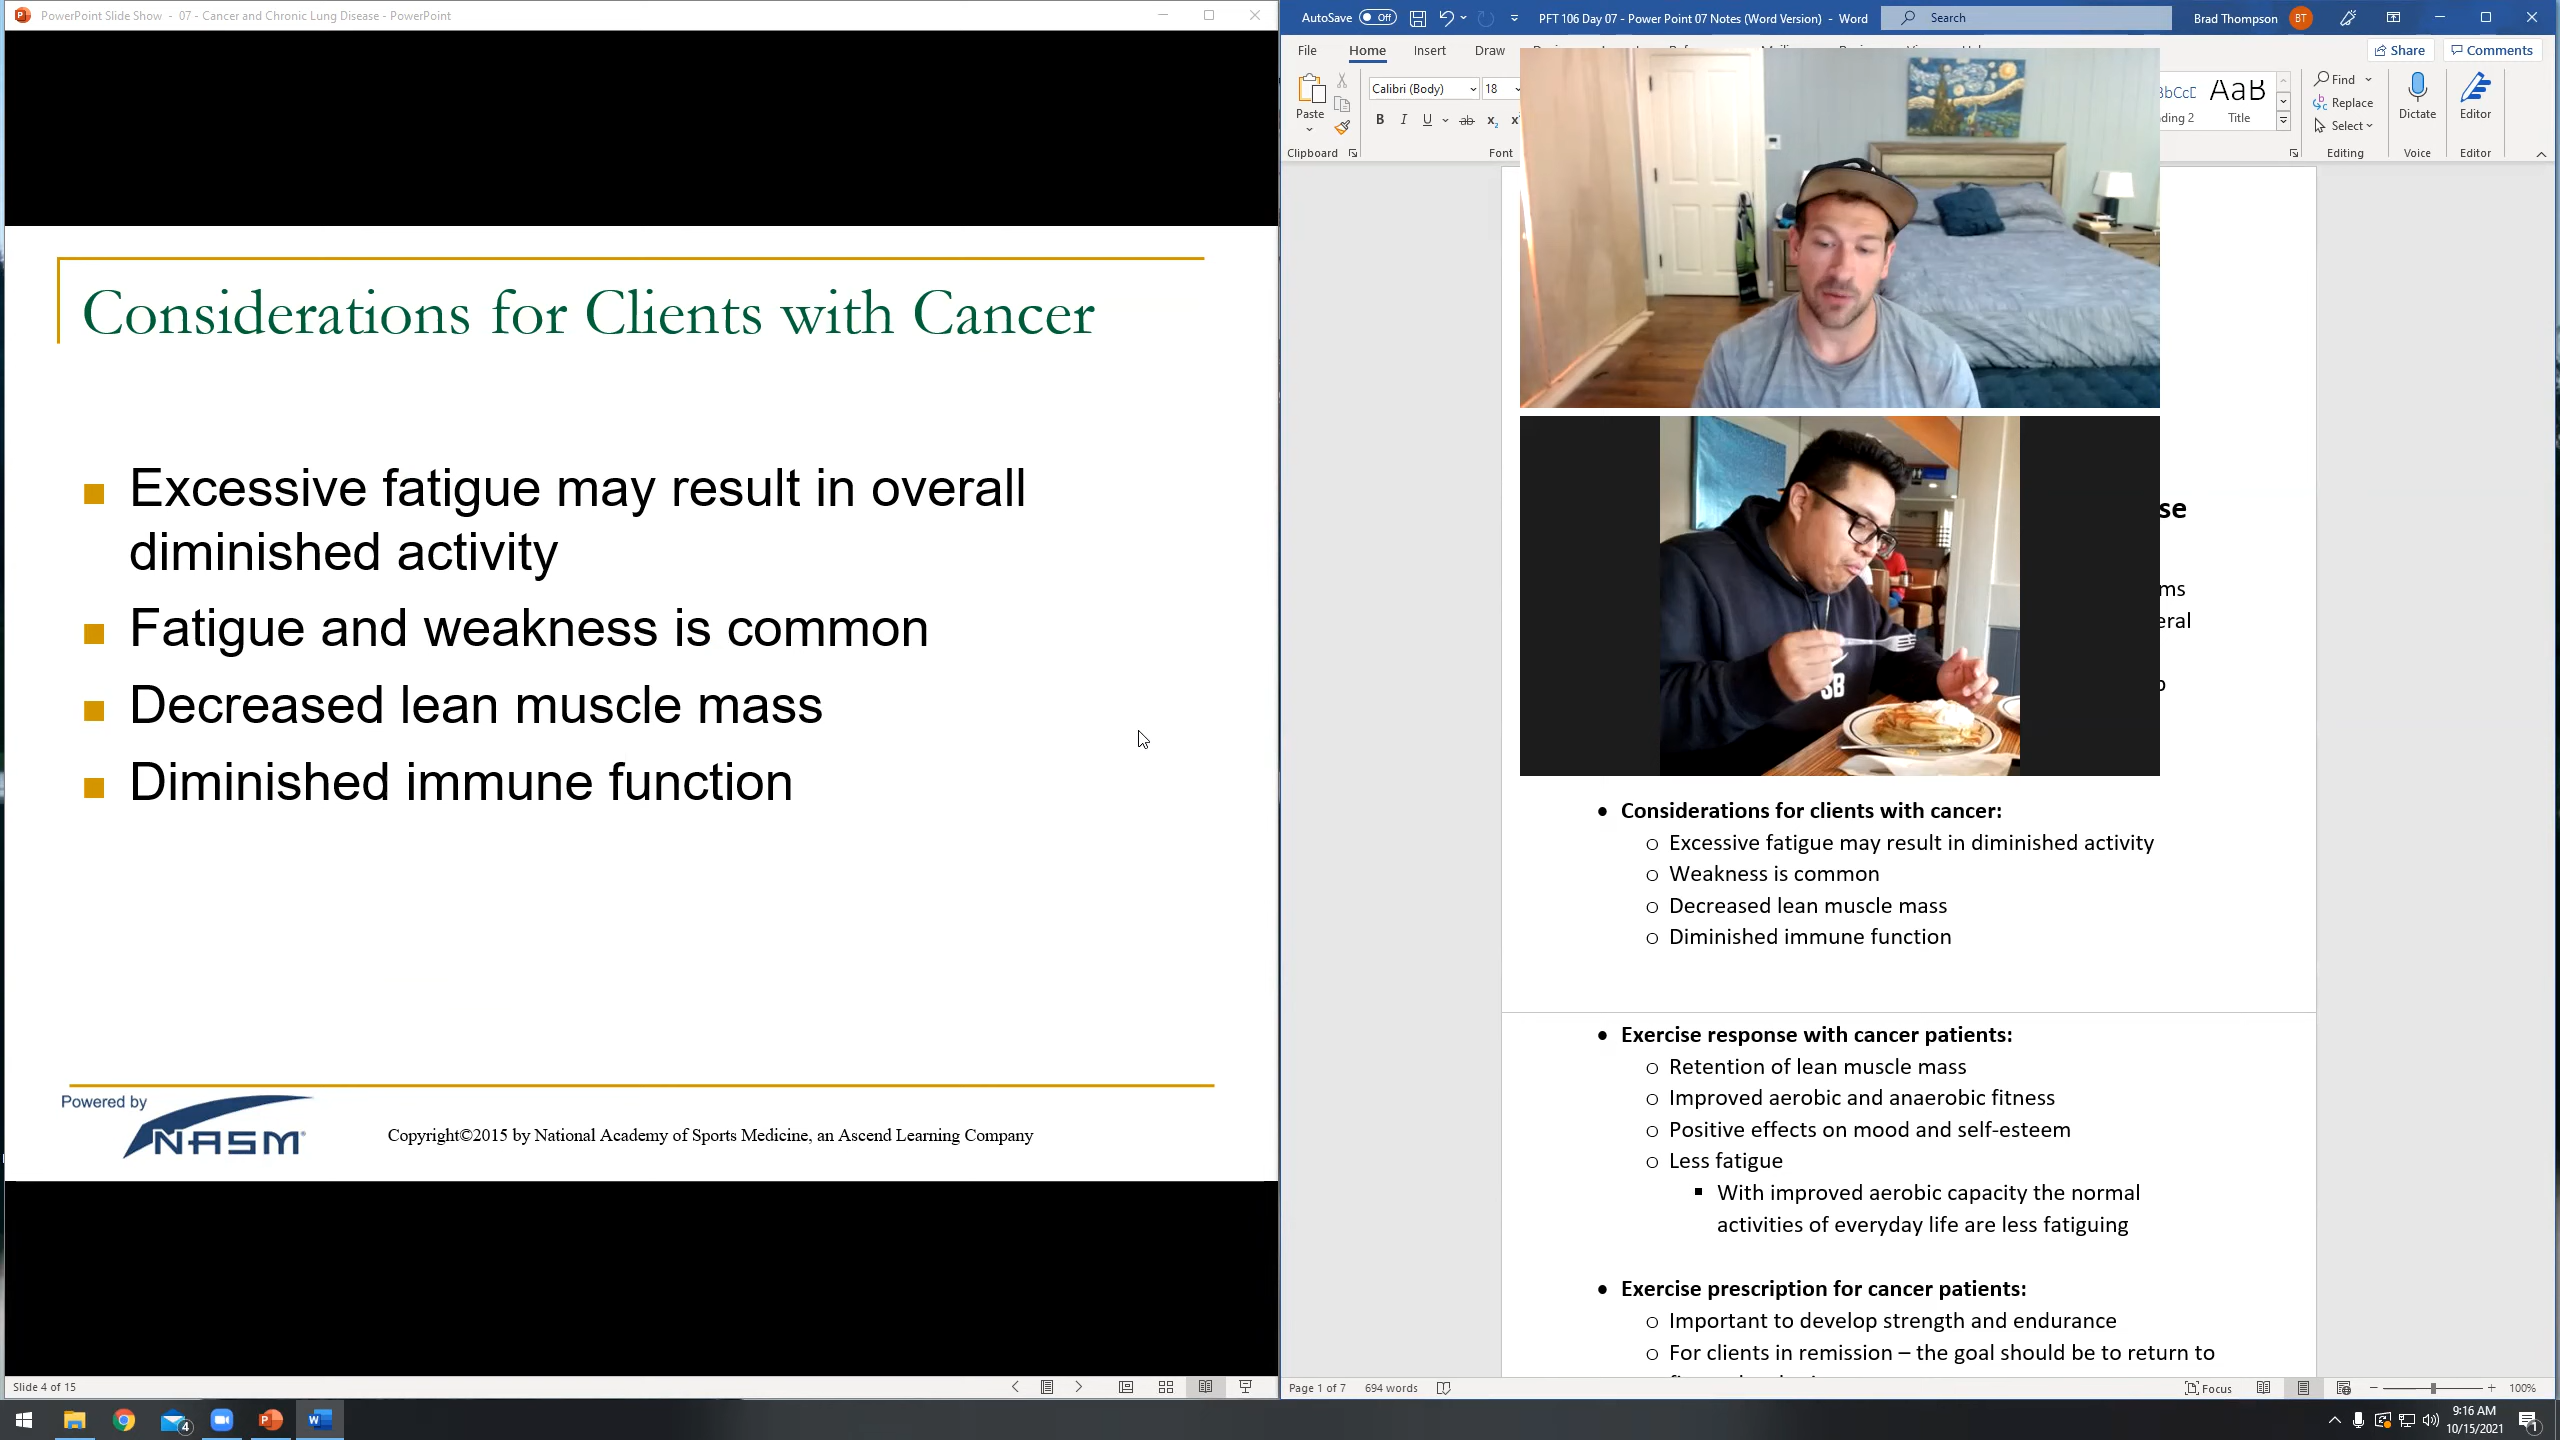 PowerPoint Slide Show - 07 - Cancer and Chronic Lung Disease - PowerPoint
Considerations for Clients with Cancer
Excessive fatigue may result in overall
diminished activity
Fatigue and weakness is common
Decreased lean muscle mass
Diminished immune function
Powered by
NASM
Copyright©2015 by National Academy of Sports Medicine, an Ascend Learning Company
Slide 4 of 15
AutoSave Off
PFT 106 Day 07 - Power Point 07 Notes (Word Version) - Word
Search
Brad Thompson BT
File Home Insert Draw
Share Comments
Paste
Clipboard
Calibri (Body) 18
B I U ab x₂
Font
AaB
Title
Find
Replace
Select
Editing
Dictate
Voice
Editor
Editor
SB
se
ms
eral
• Considerations for clients with cancer:
o Excessive fatigue may result in diminished activity
o Weakness is common
o Decreased lean muscle mass
o Diminished immune function
• Exercise response with cancer patients:
o Retention of lean muscle mass
o Improved aerobic and anaerobic fitness
o Positive effects on mood and self-esteem
o Less fatigue
▪ With improved aerobic capacity the normal
activities of everyday life are less fatiguing
• Exercise prescription for cancer patients:
o Important to develop strength and endurance
o For clients in remission – the goal should be to return to
Page 1 of 7 694 words
Focus
100%
4
9:16 AM
10/15/2021
1